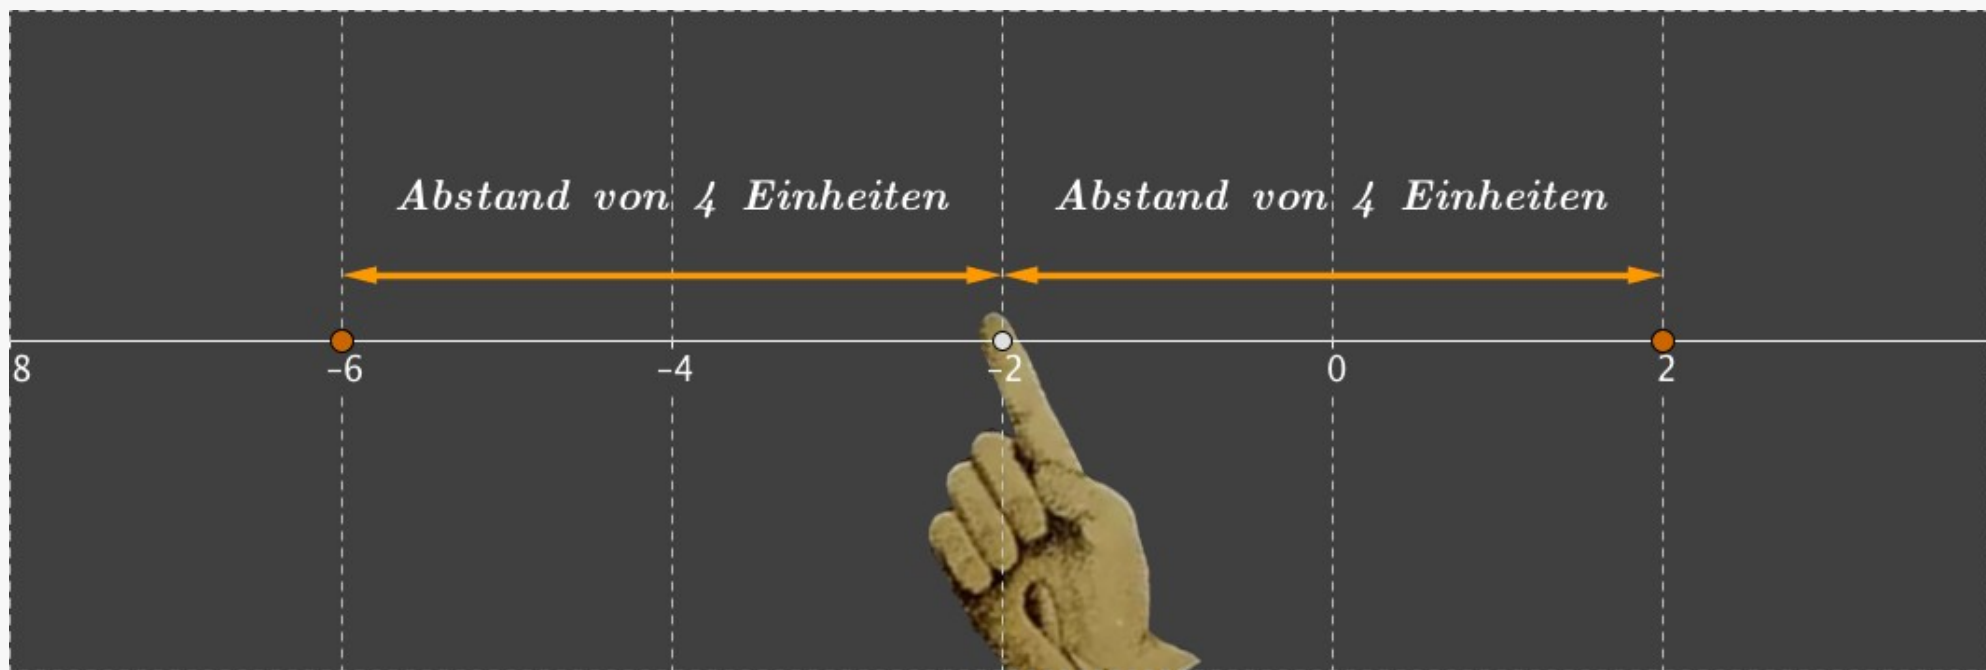 Abstand von 4 Einheiten Abstand von 4 Einheiten
8 -6 -4 -2 0 2